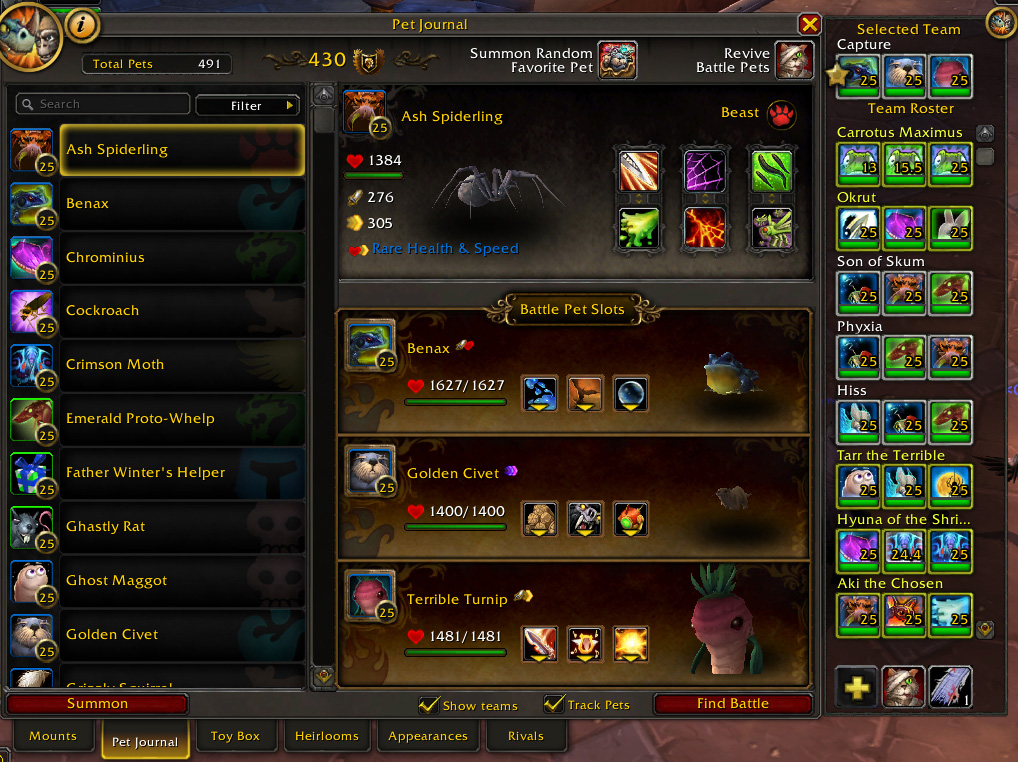 Pet Journal
Selected Team
Capture
25
25
25
Team Roster
Total Pets 491
430
Summon Random
Favorite Pet
Revive
Battle Pets
Search
Filter
25
Ash Spiderling
25
Benax
25
Chrominius
25
Cockroach
25
Crimson Moth
25
Emerald Proto-Whelp
25
Father Winter's Helper
25
Ghastly Rat
25
Ghost Maggot
25
Golden Civet
Grizzly Squirrel
25
Ash Spiderling
Beast
1384
276
305
Rare Health & Speed
Battle Pet Slots
25
Benax
1627/1627
25
Golden Civet
1400/1400
25
Terrible Turnip
1481/1481
Carrotus Maximus
13
15.5
25
Okrut
25
25
25
Son of Skum
25
25
25
Phyxia
25
25
25
Hiss
25
25
25
Tarr the Terrible
25
25
25
Hyuna of the Shri...
25
24.4
25
Aki the Chosen
25
25
25
1
Summon
Show teams
Track Pets
Find Battle
Mounts
Pet Journal
Toy Box
Heirlooms
Appearances
Rivals